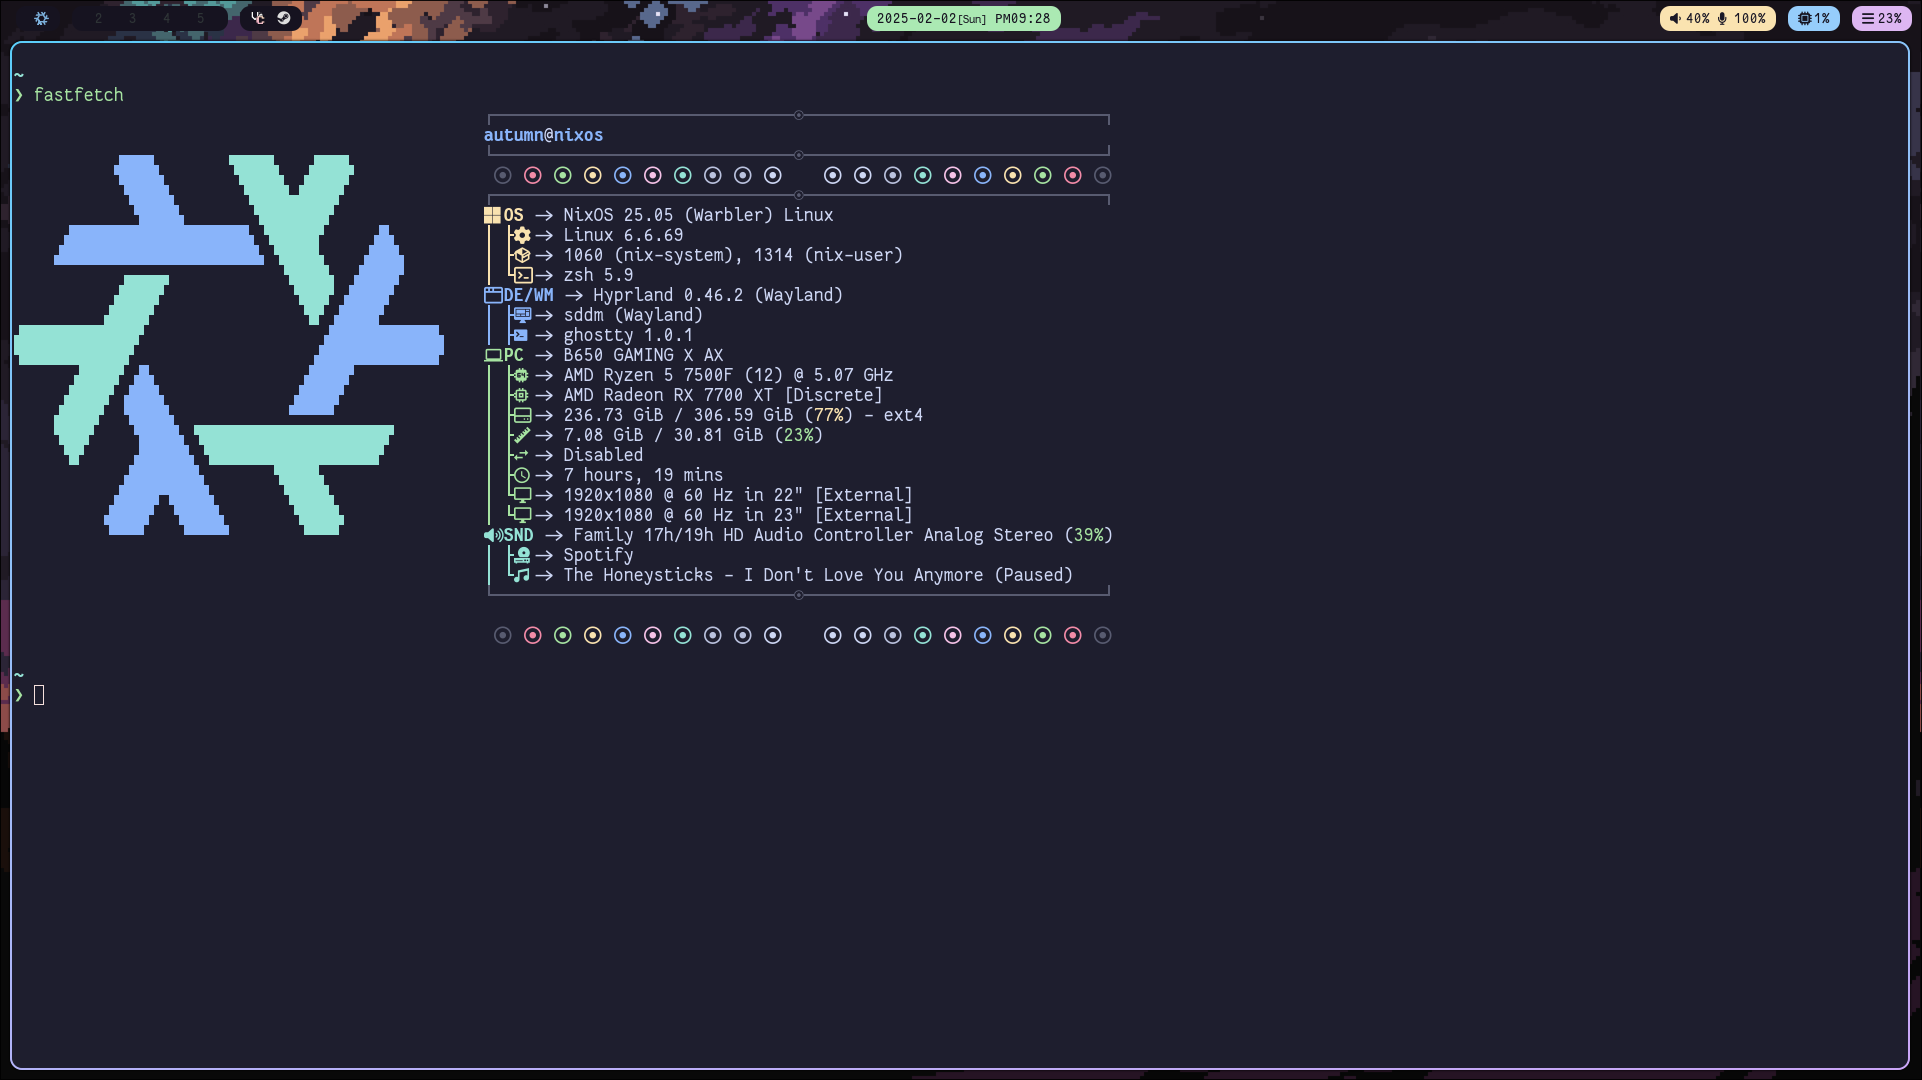 2 3 4 5
2025-02-02[Sun] PM09:28
40% 100%
1%
23%
~
❯ fastfetch
autumn@nixos
OS → NixOS 25.05 (Warbler) Linux
→ Linux 6.6.69
→ 1060 (nix-system), 1314 (nix-user)
→ zsh 5.9
DE/WM → Hyprland 0.46.2 (Wayland)
→ sddm (Wayland)
→ ghostty 1.0.1
PC → B650 GAMING X AX
→ AMD Ryzen 5 7500F (12) @ 5.07 GHz
→ AMD Radeon RX 7700 XT [Discrete]
→ 236.73 GiB / 306.59 GiB (77%) - ext4
→ 7.08 GiB / 30.81 GiB (23%)
→ Disabled
→ 7 hours, 19 mins
→ 1920x1080 @ 60 Hz in 22" [External]
→ 1920x1080 @ 60 Hz in 23" [External]
SND → Family 17h/19h HD Audio Controller Analog Stereo (39%)
→ Spotify
→ The Honeysticks - I Don't Love You Anymore (Paused)
~
❯